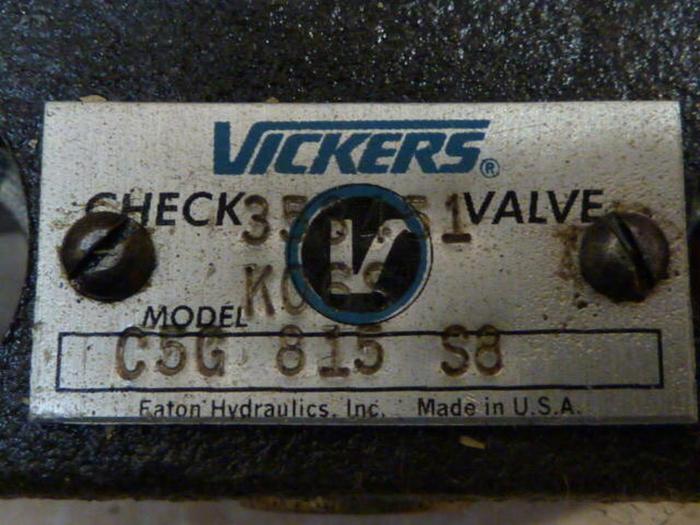 VICKERS®
CHECK VALVE
MODEL
C5G 815 S8
Eaton Hydraulics, Inc. Made in U.S.A.